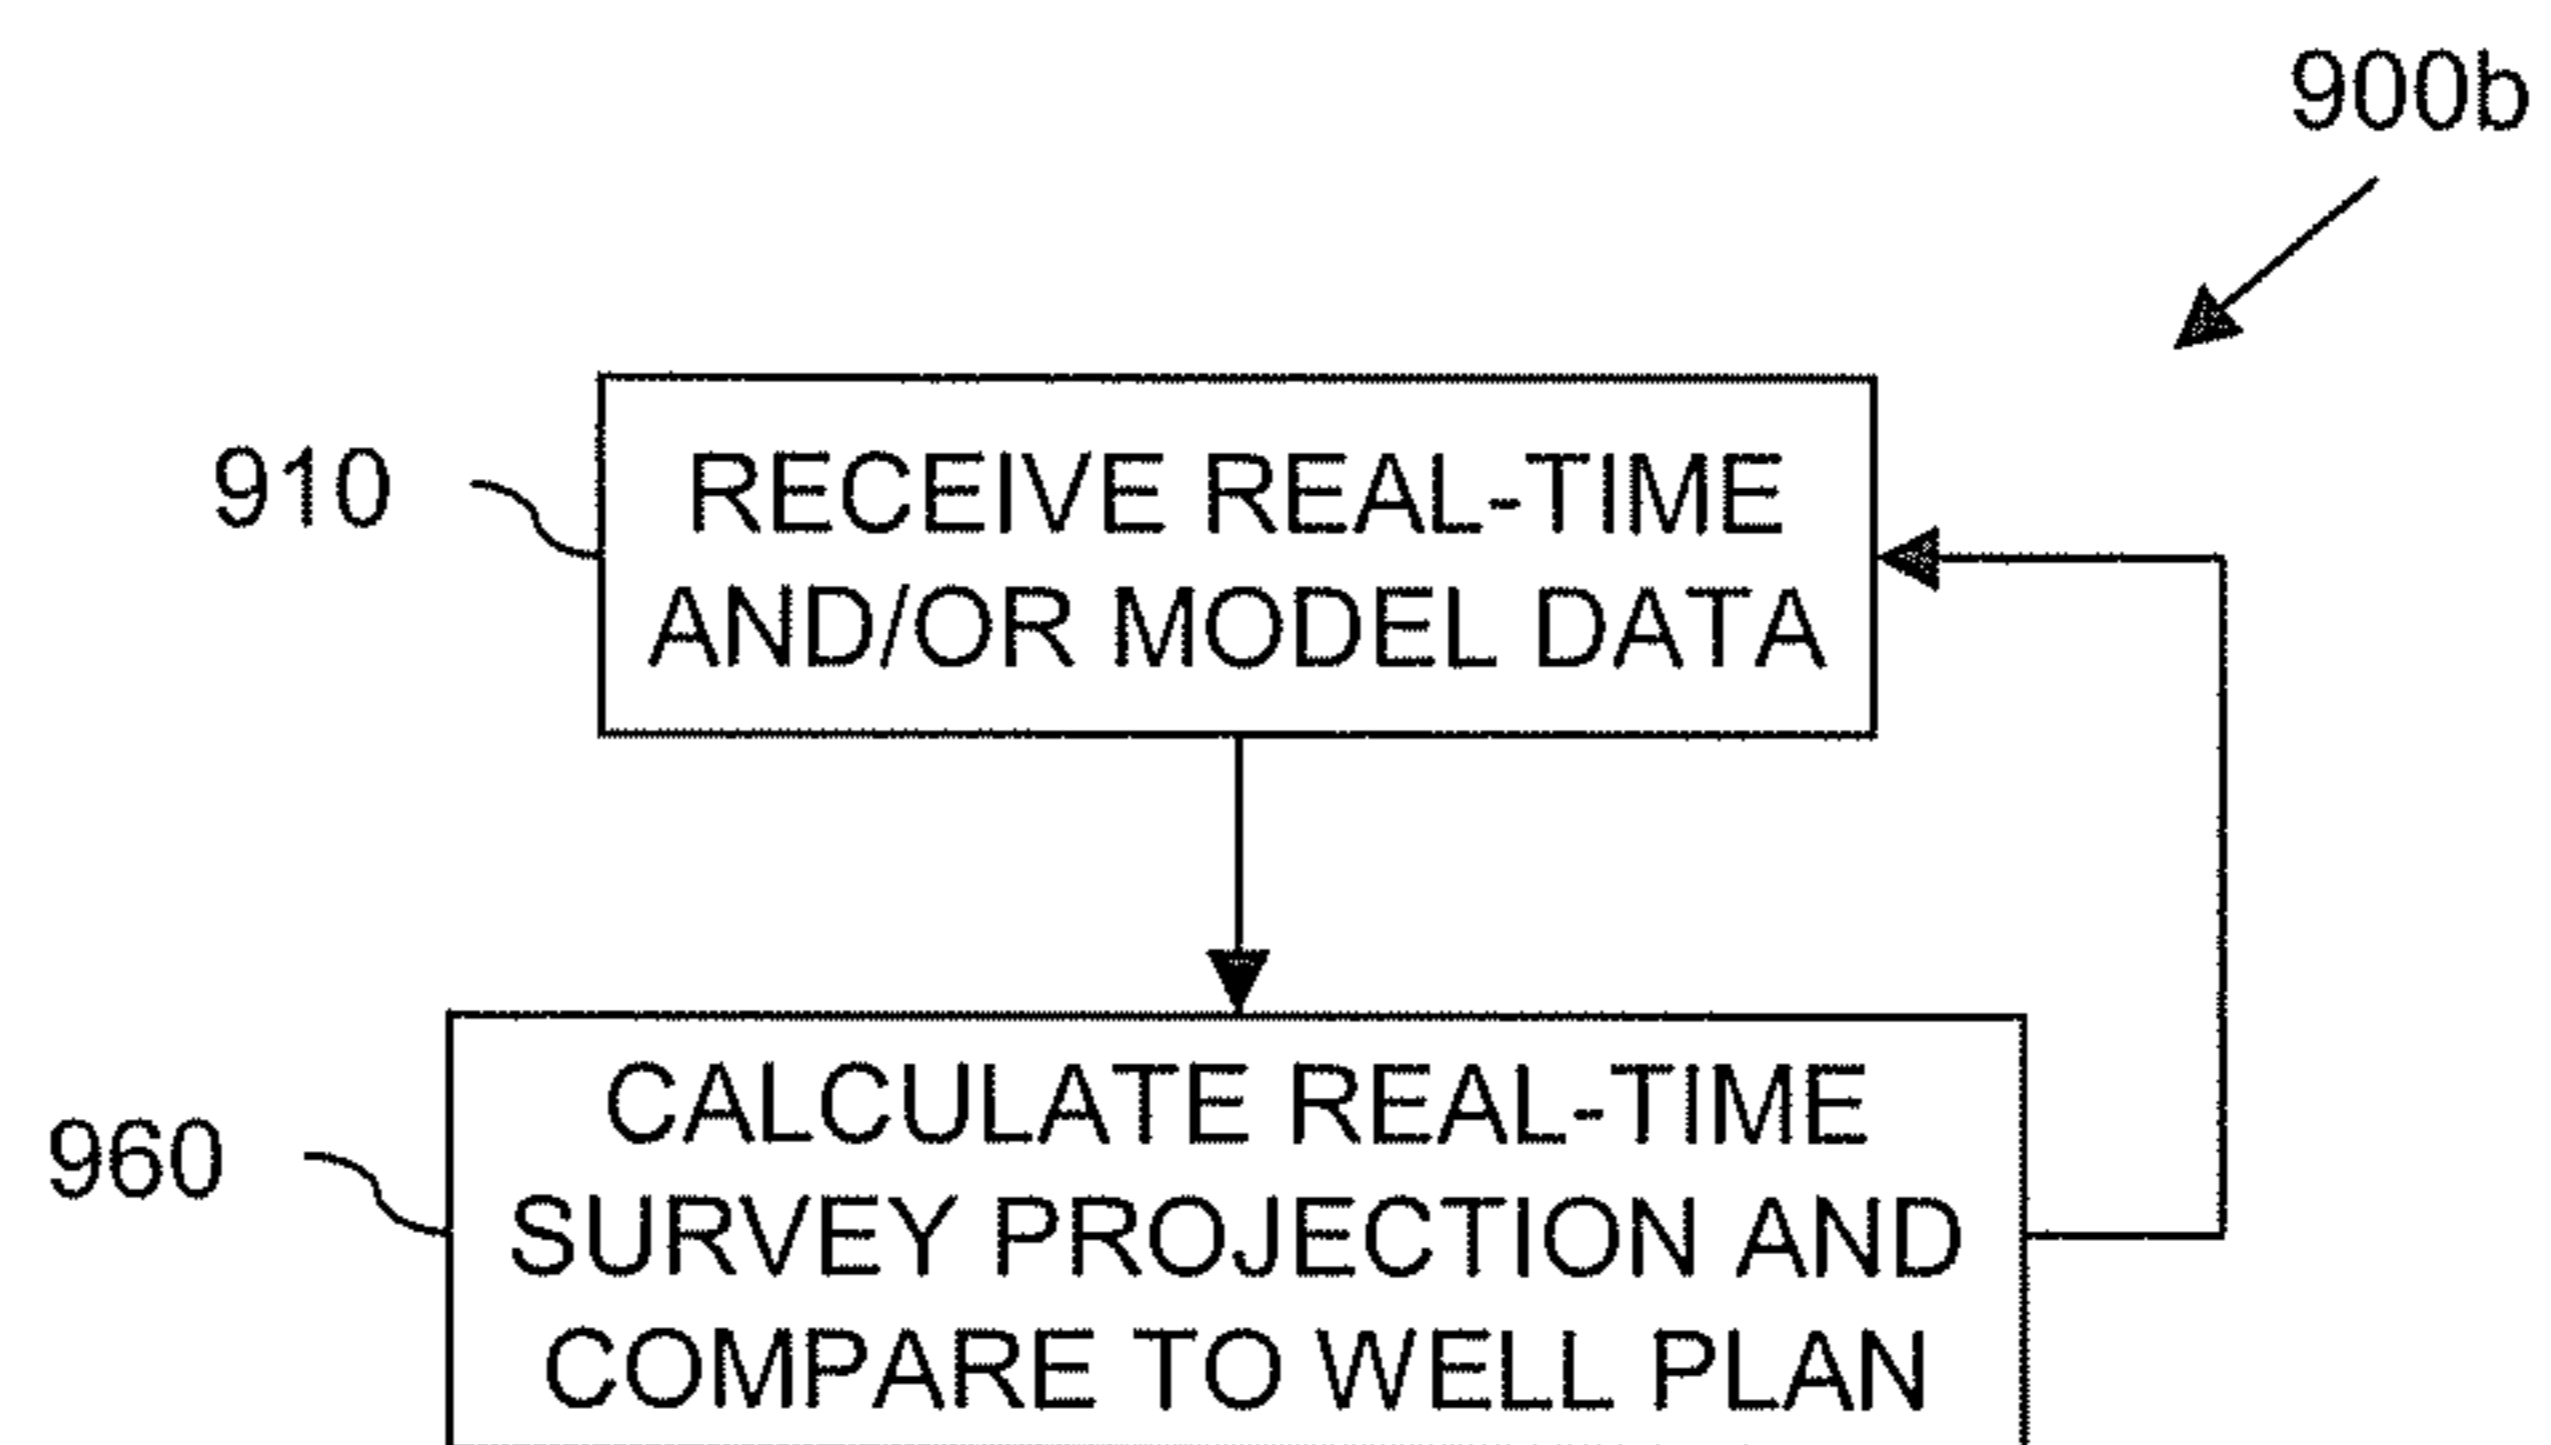 900b
910
RECEIVE REAL-TIME
AND/OR MODEL DATA
960
CALCULATE REAL-TIME
SURVEY PROJECTION AND
COMPARE TO WELL PLAN